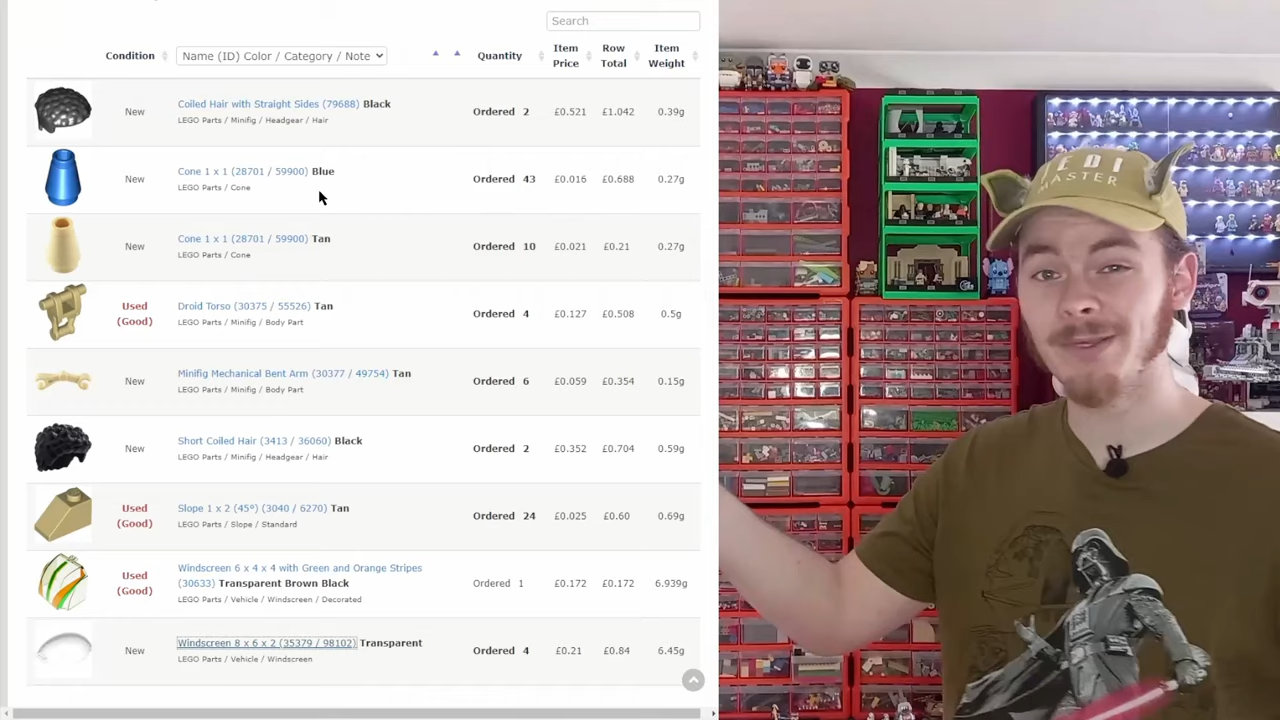 Search
Condition
Name (ID) Color / Category / Note
Quantity
Item Price
Row Total
Item Weight
New
Coiled Hair with Straight Sides (79688) Black
LEGO Parts / Minifig / Headgear / Hair
Ordered 2
£0.521
£1.042
0.39g
New
Cone 1 x 1 (28701 / 59900) Blue
LEGO Parts / Cone
Ordered 43
£0.016
£0.688
0.27g
New
Cone 1 x 1 (28701 / 59900) Tan
LEGO Parts / Cone
Ordered 10
£0.021
£0.21
0.27g
Used (Good)
Droid Torso (30375 / 55526) Tan
LEGO Parts / Minifig / Body Part
Ordered 4
£0.127
£0.508
0.5g
New
Minifig Mechanical Bent Arm (30377 / 49754) Tan
LEGO Parts / Minifig / Body Part
Ordered 6
£0.059
£0.354
0.15g
New
Short Coiled Hair (3413 / 36060) Black
LEGO Parts / Minifig / Headgear / Hair
Ordered 2
£0.352
£0.704
0.59g
Used (Good)
Slope 1 x 2 (45°) (3040 / 6270) Tan
LEGO Parts / Slope / Standard
Ordered 24
£0.025
£0.60
0.69g
Used (Good)
Windscreen 6 x 4 x 4 with Green and Orange Stripes
(30633) Transparent Brown Black
LEGO Parts / Vehicle / Windscreen / Decorated
Ordered 1
£0.172
£0.172
6.939g
New
Windscreen 8 x 6 x 2 (35379 / 98102) Transparent
LEGO Parts / Vehicle / Windscreen
Ordered 4
£0.21
£0.84
6.45g
JEDI
MASTER